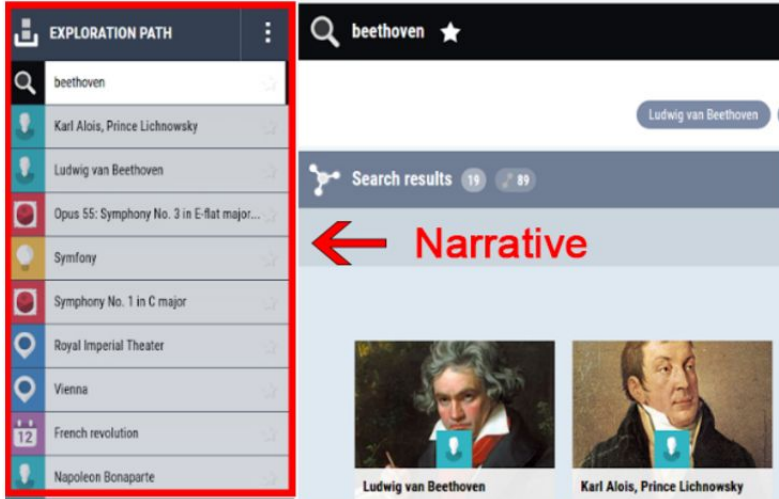 EXPLORATION PATH
beethoven
Karl Alois, Prince Lichnowsky
Ludwig van Beethoven
Opus 55: Symphony No. 3 in E-flat major...
Symfony
Symphony No. 1 in C major
Royal Imperial Theater
Vienna
12
French revolution
Napoleon Bonaparte
beethoven
Ludwig van Beethoven
Search results 19 89
Narrative
Ludwig van Beethoven
Karl Alois, Prince Lichnowsky